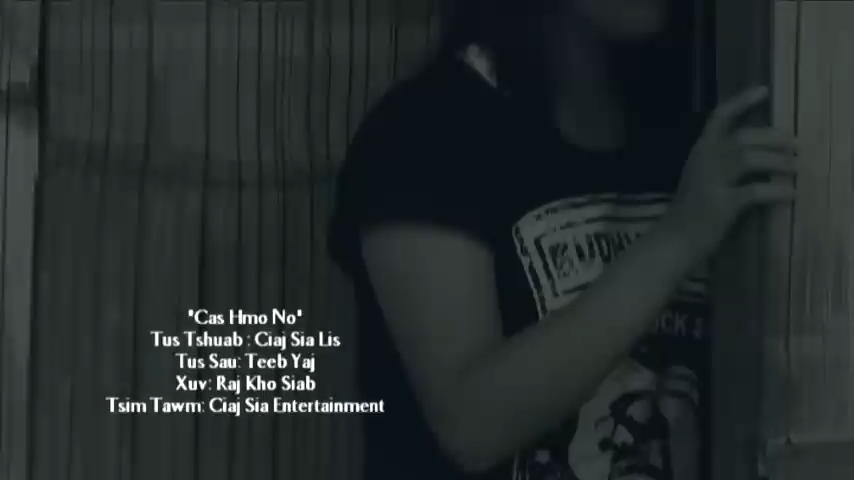 "Cas Hmo No"
Tus Tshuab : Ciaj Sia Lis
Tus Sau: Teeb Yaj
Xuv: Raj Kho Siab
Tsim Tawm: Ciaj Sia Entertainment